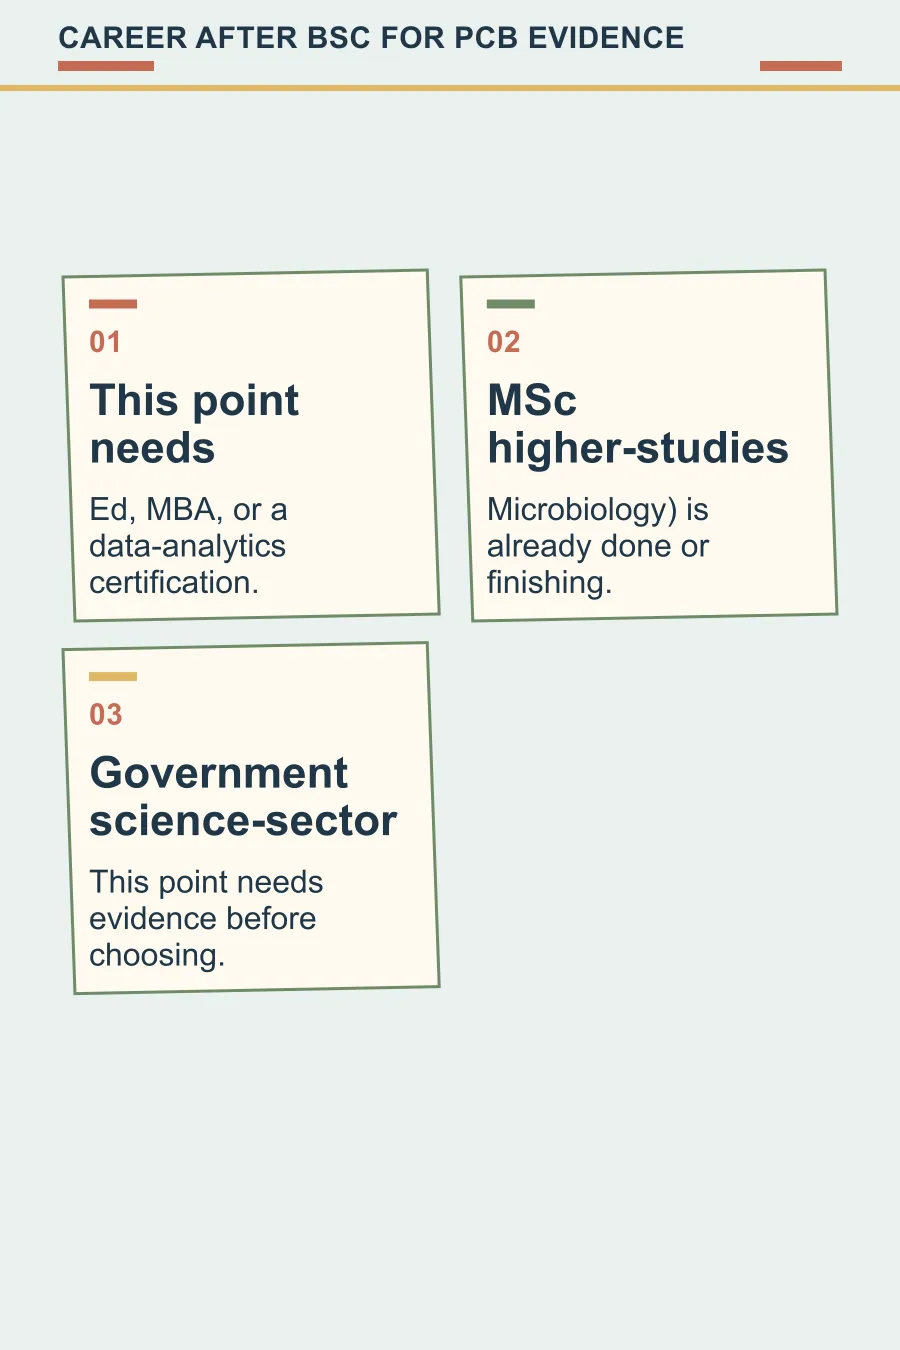 CAREER AFTER BSC FOR PCB EVIDENCE
01
This point
needs
Ed, MBA, or a
data-analytics
certification.
02
MSc
higher-studies
Microbiology) is
already done or
finishing.
03
Government
science-sector
This point needs
evidence before
choosing.